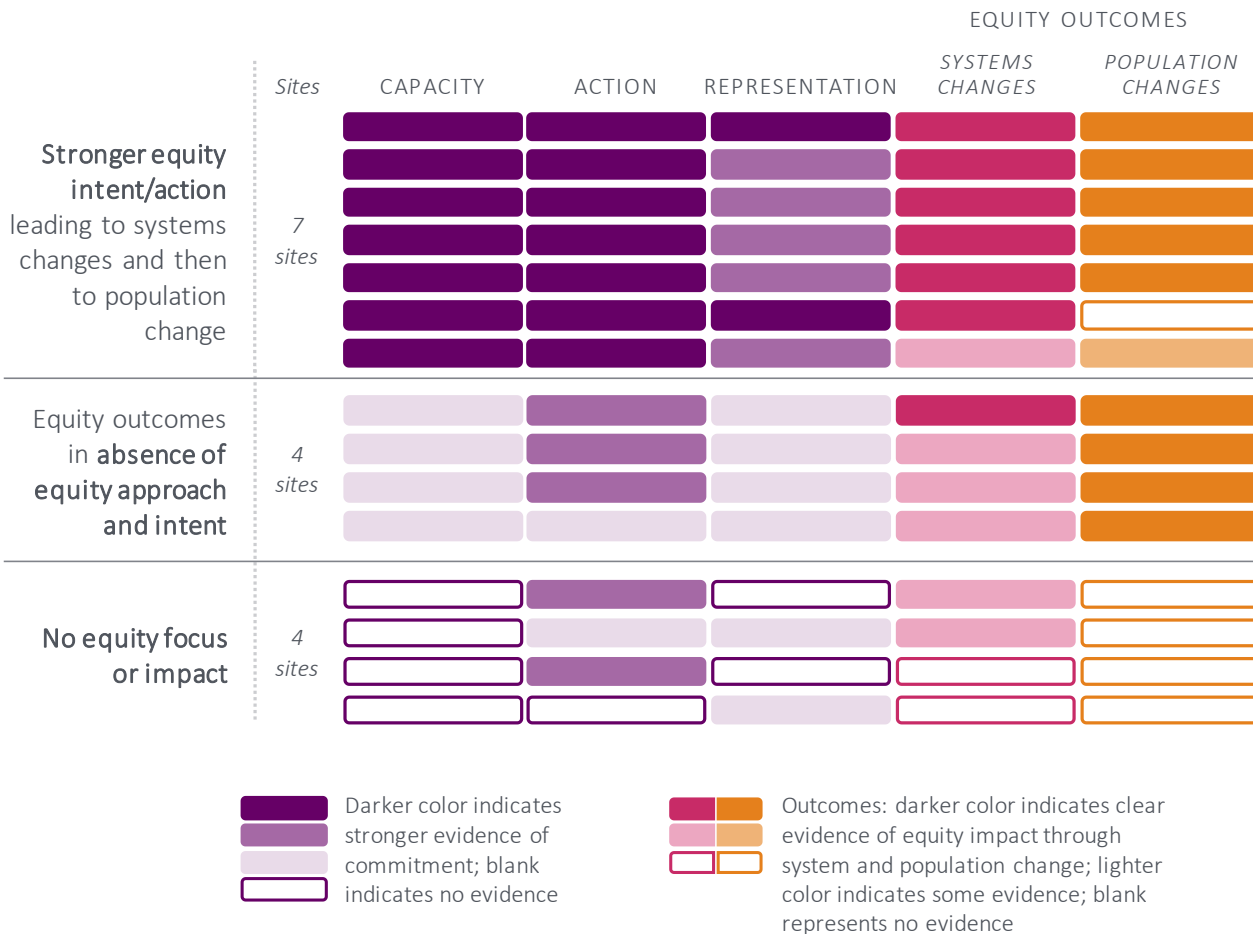 EQUITY OUTCOMES
Sites
CAPACITY
ACTION
REPRESENTATION
SYSTEMS
CHANGES
POPULATION
CHANGES
Stronger equity
intent/action
leading to systems
changes and then
to population
change
7
sites
Equity outcomes
in absence of
equity approach
and intent
4
sites
No equity focus
or impact
4
sites
Darker color indicates
stronger evidence of
commitment; blank
indicates no evidence
Outcomes: darker color indicates clear
evidence of equity impact through
system and population change; lighter
color indicates some evidence; blank
represents no evidence